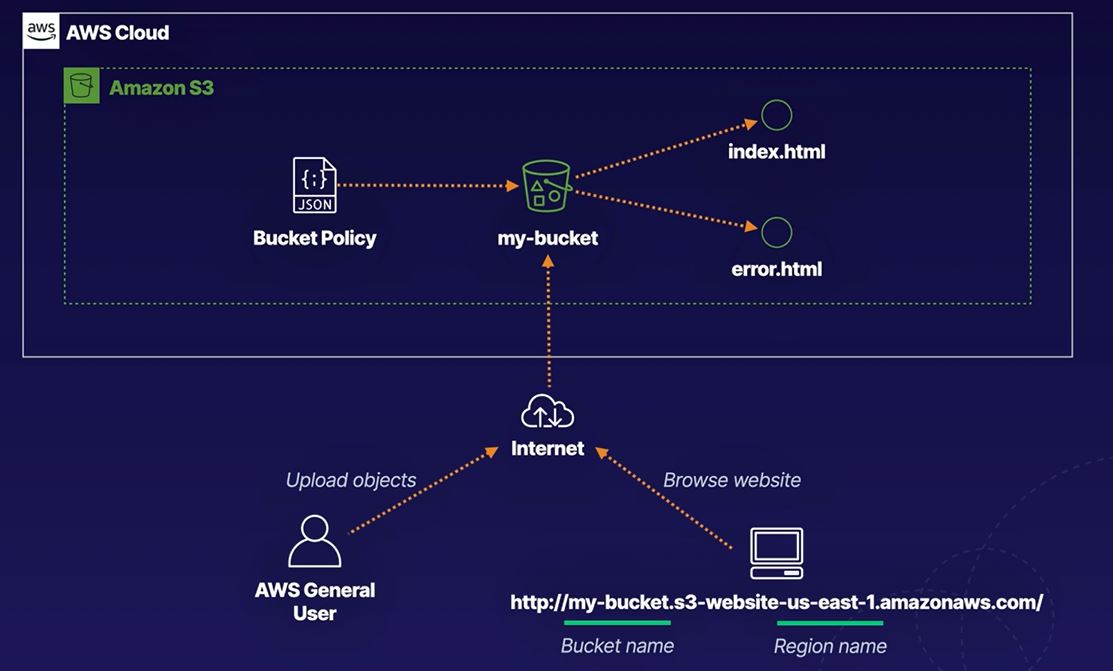 aws
AWS Cloud
Amazon S3
index.html
{;}
JSON
Bucket Policy
my-bucket
error.html
Internet
Upload objects
Browse website
AWS General
User
http://my-bucket.s3-website-us-east-1.amazonaws.com/
Bucket name
Region name